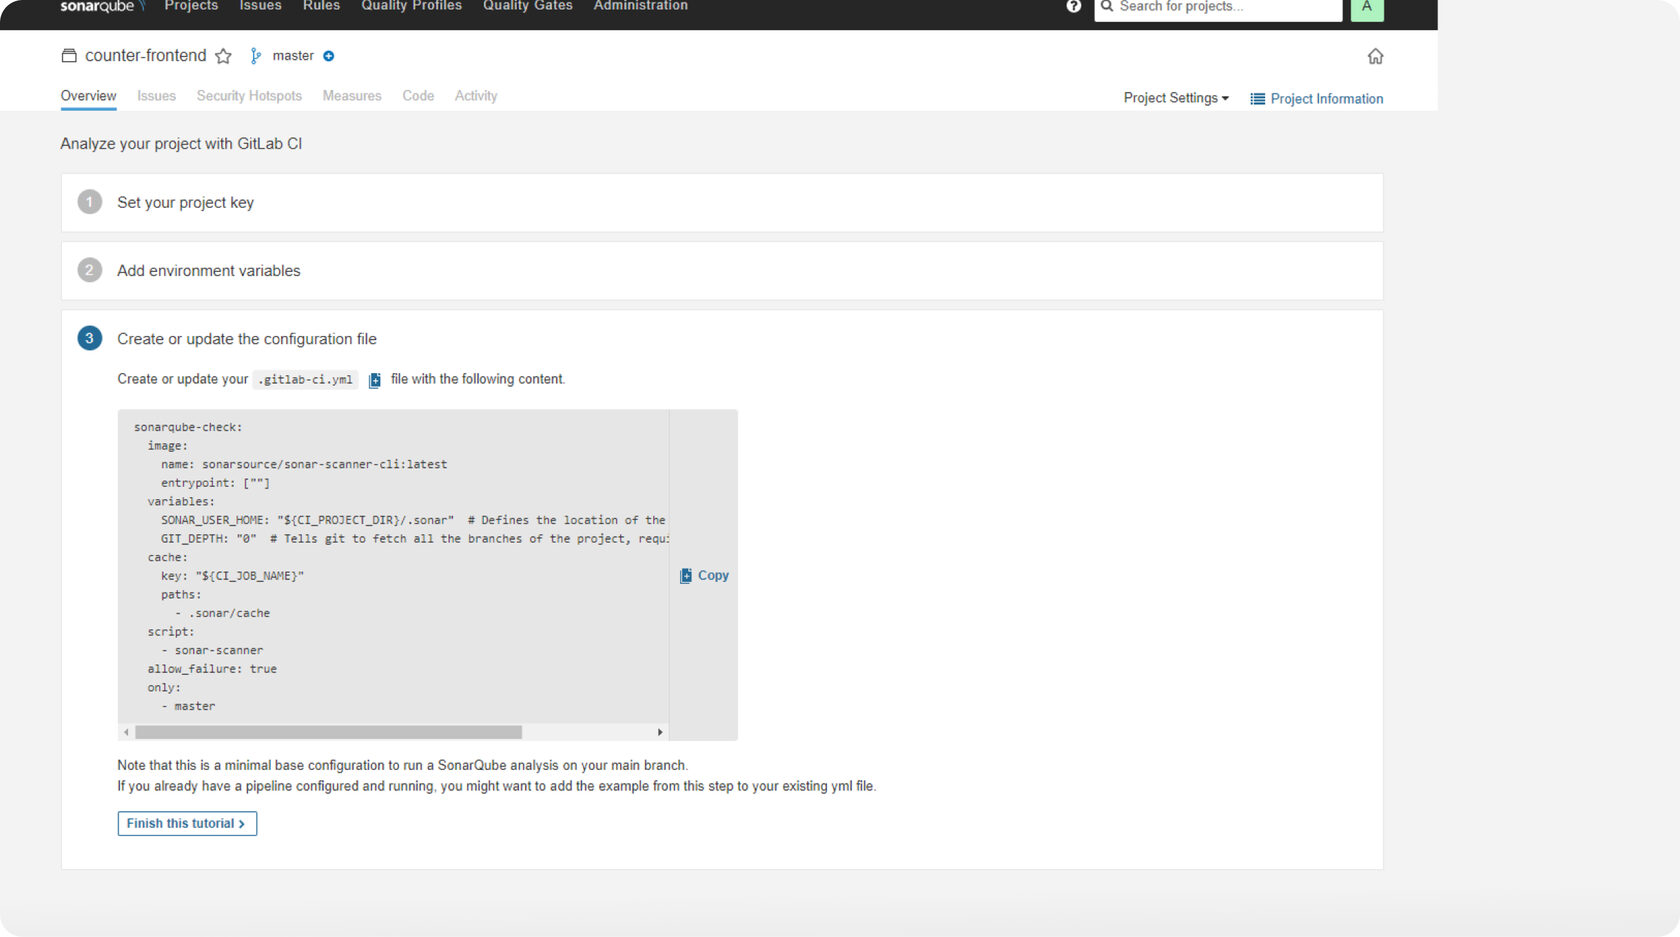 sonarqube Projects Issues Rules Quality Profiles Quality Gates Administration ? Search for projects... A
counter-frontend master
Overview Issues Security Hotspots Measures Code Activity Project Settings Project Information
Analyze your project with GitLab CI
1 Set your project key
2 Add environment variables
3 Create or update the configuration file
Create or update your .gitlab-ci.yml file with the following content.
sonarqube-check:
  image:
    name: sonarsource/sonar-scanner-cli:latest
    entrypoint: [""]
  variables:
    SONAR_USER_HOME: "${CI_PROJECT_DIR}/.sonar"  # Defines the location of the
    GIT_DEPTH: "0"  # Tells git to fetch all the branches of the project, requi
  cache:
    key: "${CI_JOB_NAME}"
    paths:
      - .sonar/cache
  script:
    - sonar-scanner
  allow_failure: true
  only:
    - master
Copy
Note that this is a minimal base configuration to run a SonarQube analysis on your main branch.
If you already have a pipeline configured and running, you might want to add the example from this step to your existing yml file.
Finish this tutorial